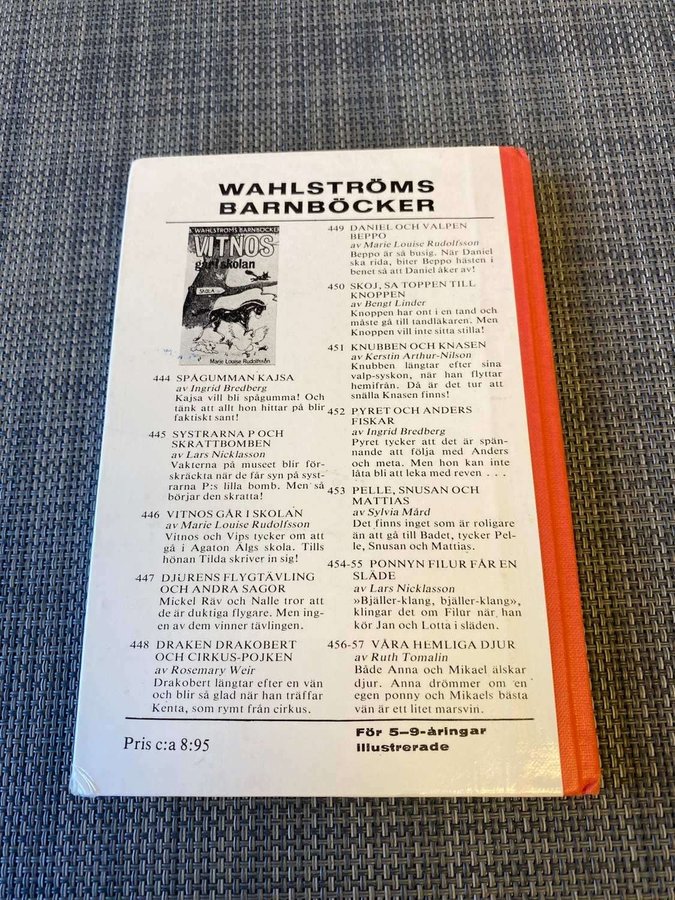 WAHLSTRÖMS
BARNBÖCKER
WAHLSTRÖMS BARNBÖCKER
VITNOS
går i skolan
SKOLA
Marie Louise Rudolfsson
444 SPÅGUMMAN KAJSA
av Ingrid Bredberg
Kajsa vill bli spågumma! Och
tänk att allt hon hittar på blir
faktiskt sant!
445 SYSTRARNA P OCH
SKRATTBOMBEN
av Lars Nicklasson
Vakterna på museet blir för-
skräckta när de får syn på syst-
rarna P:s lilla bomb. Men så
börjar den skratta!
446 VITNOS GÅR I SKOLAN
av Marie Louise Rudolfsson
Vitnos och Vips tycker om att
gå i Agaton Älgs skola. Tills
hönan Tilda skriver in sig!
447 DJURENS FLYGTÄVLING
OCH ANDRA SAGOR
Mickel Räv och Nalle tror att
de är duktiga flygare. Men ing-
en av dem vinner tävlingen.
448 DRAKEN DRAKOBERT
OCH CIRKUS-POJKEN
av Rosemary Weir
Drakobert längtar efter en vän
och blir så glad när han träffar
Kenta, som rymt från cirkus.
449 DANIEL OCH VALPEN
BEPPO
av Marie Louise Rudolfsson
Beppo är så busig. När Daniel
ska rida, biter Beppo hästen i
benet så att Daniel åker av!
450 SKOJ, SA TOPPEN TILL
KNOPPEN
av Bengt Linder
Knoppen har ont i en tand och
måste gå till tandläkaren. Men
Knoppen vill inte sitta stilla!
451 KNUBBEN OCH KNASEN
av Kerstin Arthur-Nilson
Knubben längtar efter sina
valp-syskon, när han flyttar
hemifrån. Då är det tur att
snälla Knasen finns!
452 PYRET OCH ANDERS
FISKAR
av Ingrid Bredberg
Pyret tycker att det är spän-
nande att följa med Anders
och meta. Men hon kan inte
låta bli att leka med reven . . .
453 PELLE, SNUSAN OCH
MATTIAS
av Sylvia Mård
Det finns inget som är roligare
än att gå till Badet, tycker Pel-
le, Snusan och Mattias.
454-55 PONNYN FILUR FÅR EN
SLÄDE
av Lars Nicklasson
»Bjäller-klang, bjäller-klang»,
klingar det om Filur när han
kör Jan och Lotta i släden.
456-57 VÅRA HEMLIGA DJUR
av Ruth Tomalin
Både Anna och Mikael älskar
djur. Anna drömmer om en
egen ponny och Mikaels bästa
vän är ett litet marsvin.
Pris c:a 8:95
För 5–9-åringar
illustrerade